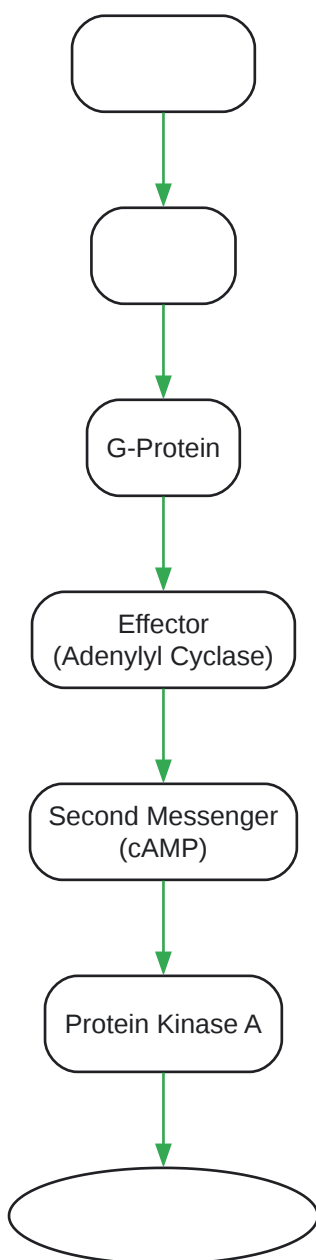 G-Protein
Effector
(Adenylyl Cyclase)
Second Messenger
(cAMP)
Protein Kinase A